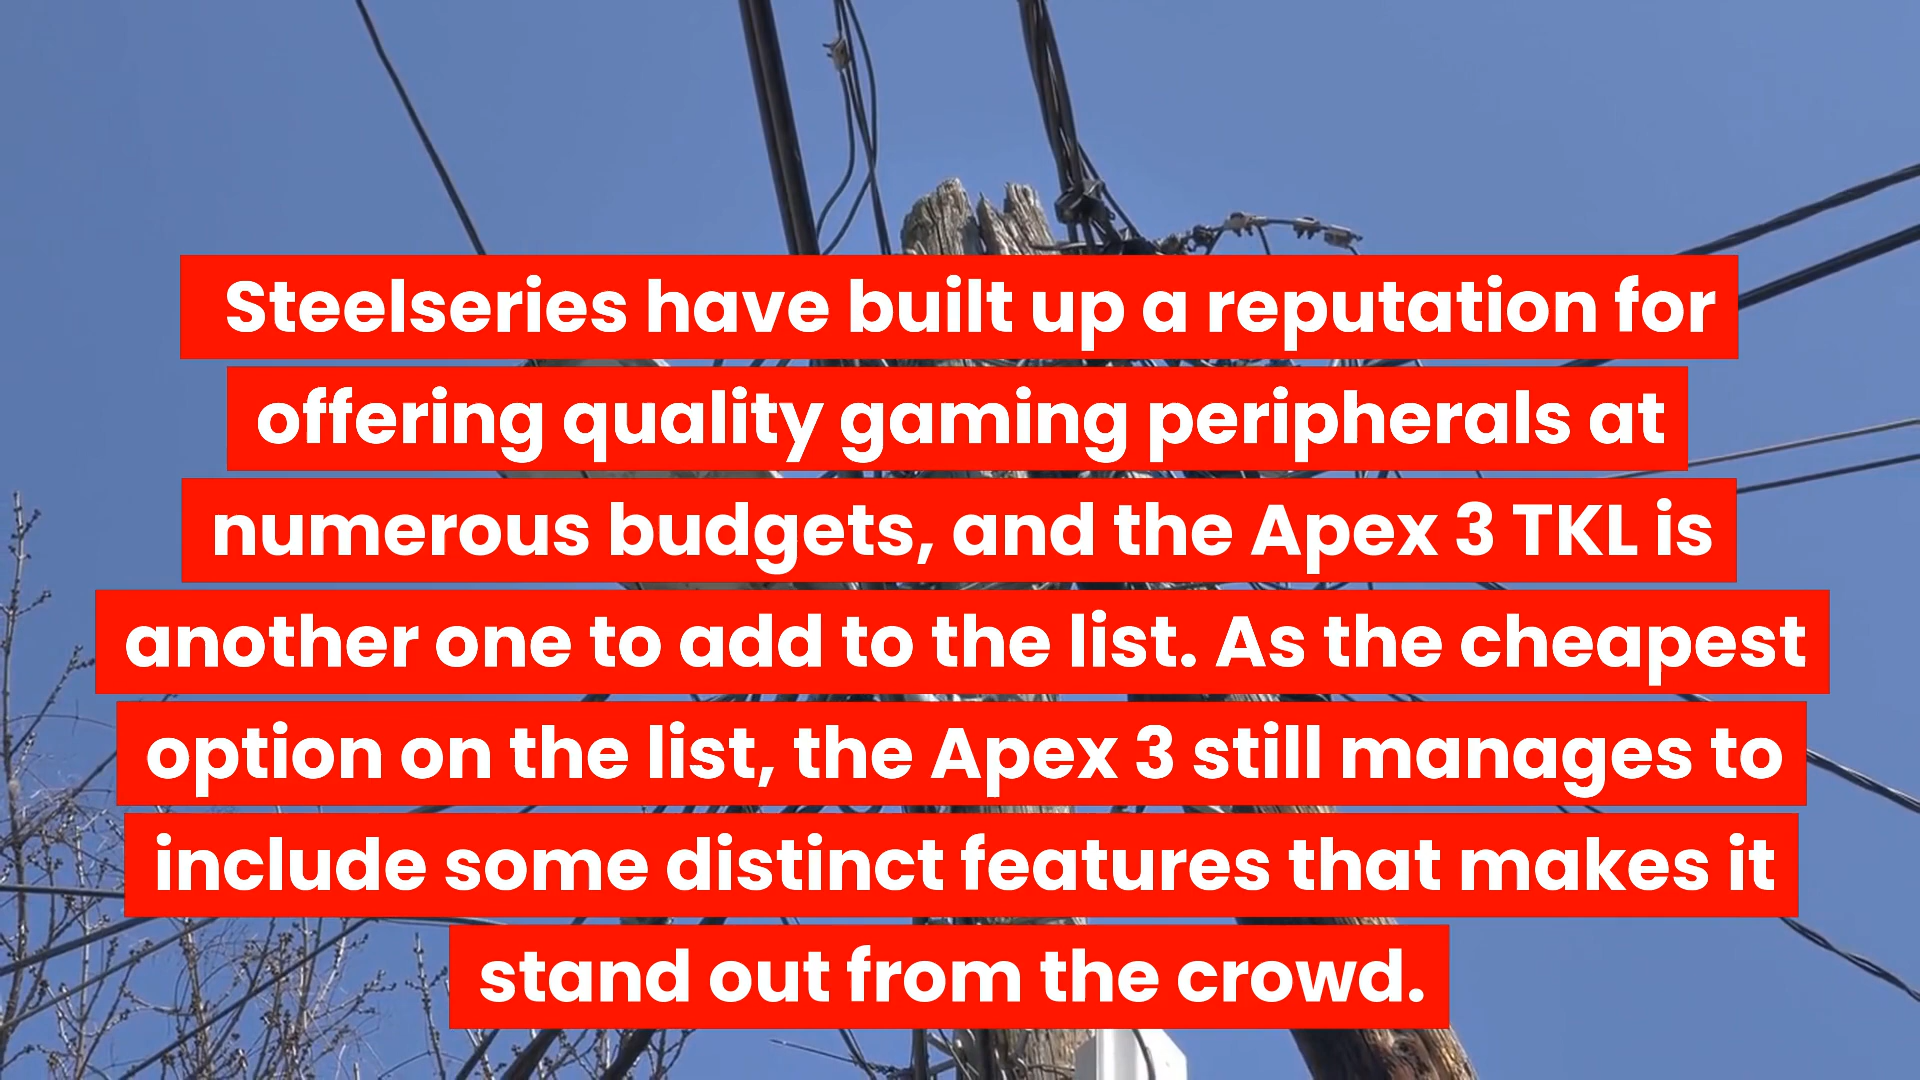 Steelseries have built up a reputation for
offering quality gaming peripherals at
numerous budgets, and the Apex 3 TKL is
another one to add to the list. As the cheapest
option on the list, the Apex 3 still manages to
include some distinct features that makes it
stand out from the crowd.